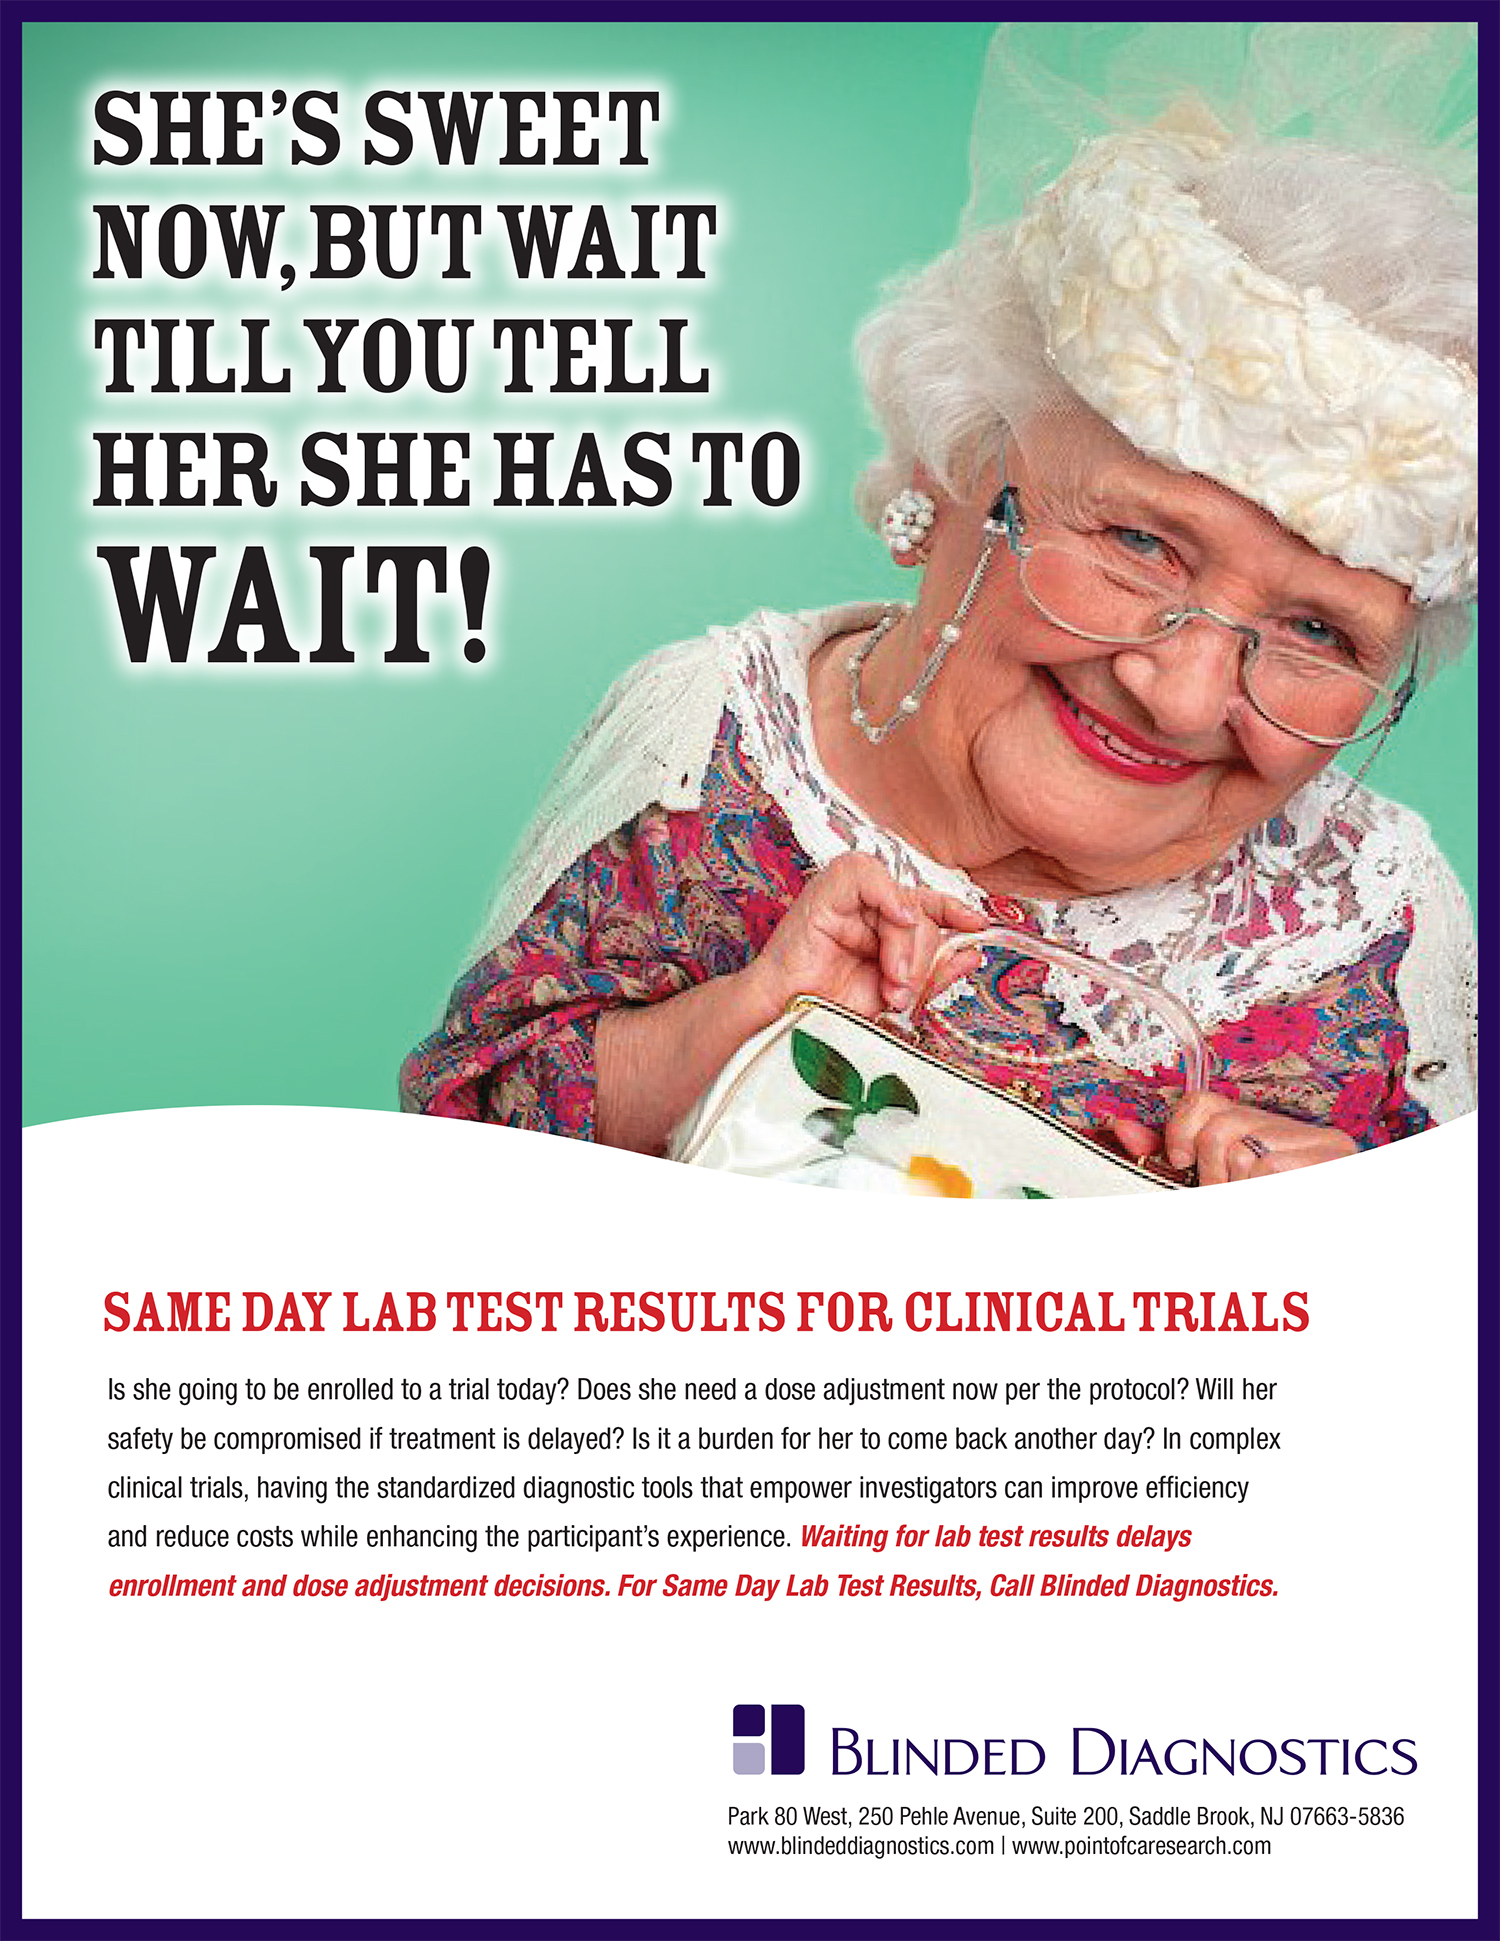 SHE'S SWEET
NOW, BUT WAIT
TILL YOU TELL
HER SHE HAS TO
WAIT!
SAME DAY LAB TEST RESULTS FOR CLINICAL TRIALS
Is she going to be enrolled to a trial today? Does she need a dose adjustment now per the protocol? Will her
safety be compromised if treatment is delayed? Is it a burden for her to come back another day? In complex
clinical trials, having the standardized diagnostic tools that empower investigators can improve efficiency
and reduce costs while enhancing the participant's experience. Waiting for lab test results delays
enrollment and dose adjustment decisions. For Same Day Lab Test Results, Call Blinded Diagnostics.
BLINDED DIAGNOSTICS
Park 80 West, 250 Pehle Avenue, Suite 200, Saddle Brook, NJ 07663-5836
www.blindeddiagnostics.com | www.pointofcaresearch.com